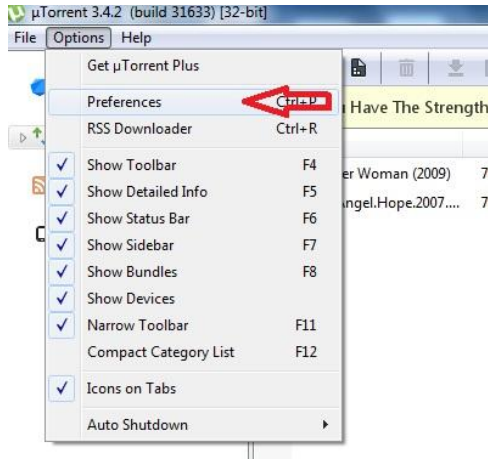 µTorrent 3.4.2 (build 31633) [32-bit]
File Options Help
Get µTorrent Plus
Preferences Ctrl+P
RSS Downloader Ctrl+R
Show Toolbar F4
Show Detailed Info F5
Show Status Bar F6
Show Sidebar F7
Show Bundles F8
Show Devices
Narrow Toolbar F11
Compact Category List F12
Icons on Tabs
Auto Shutdown
Have The Strength
er Woman (2009) 7
ngel.Hope.2007.... 7